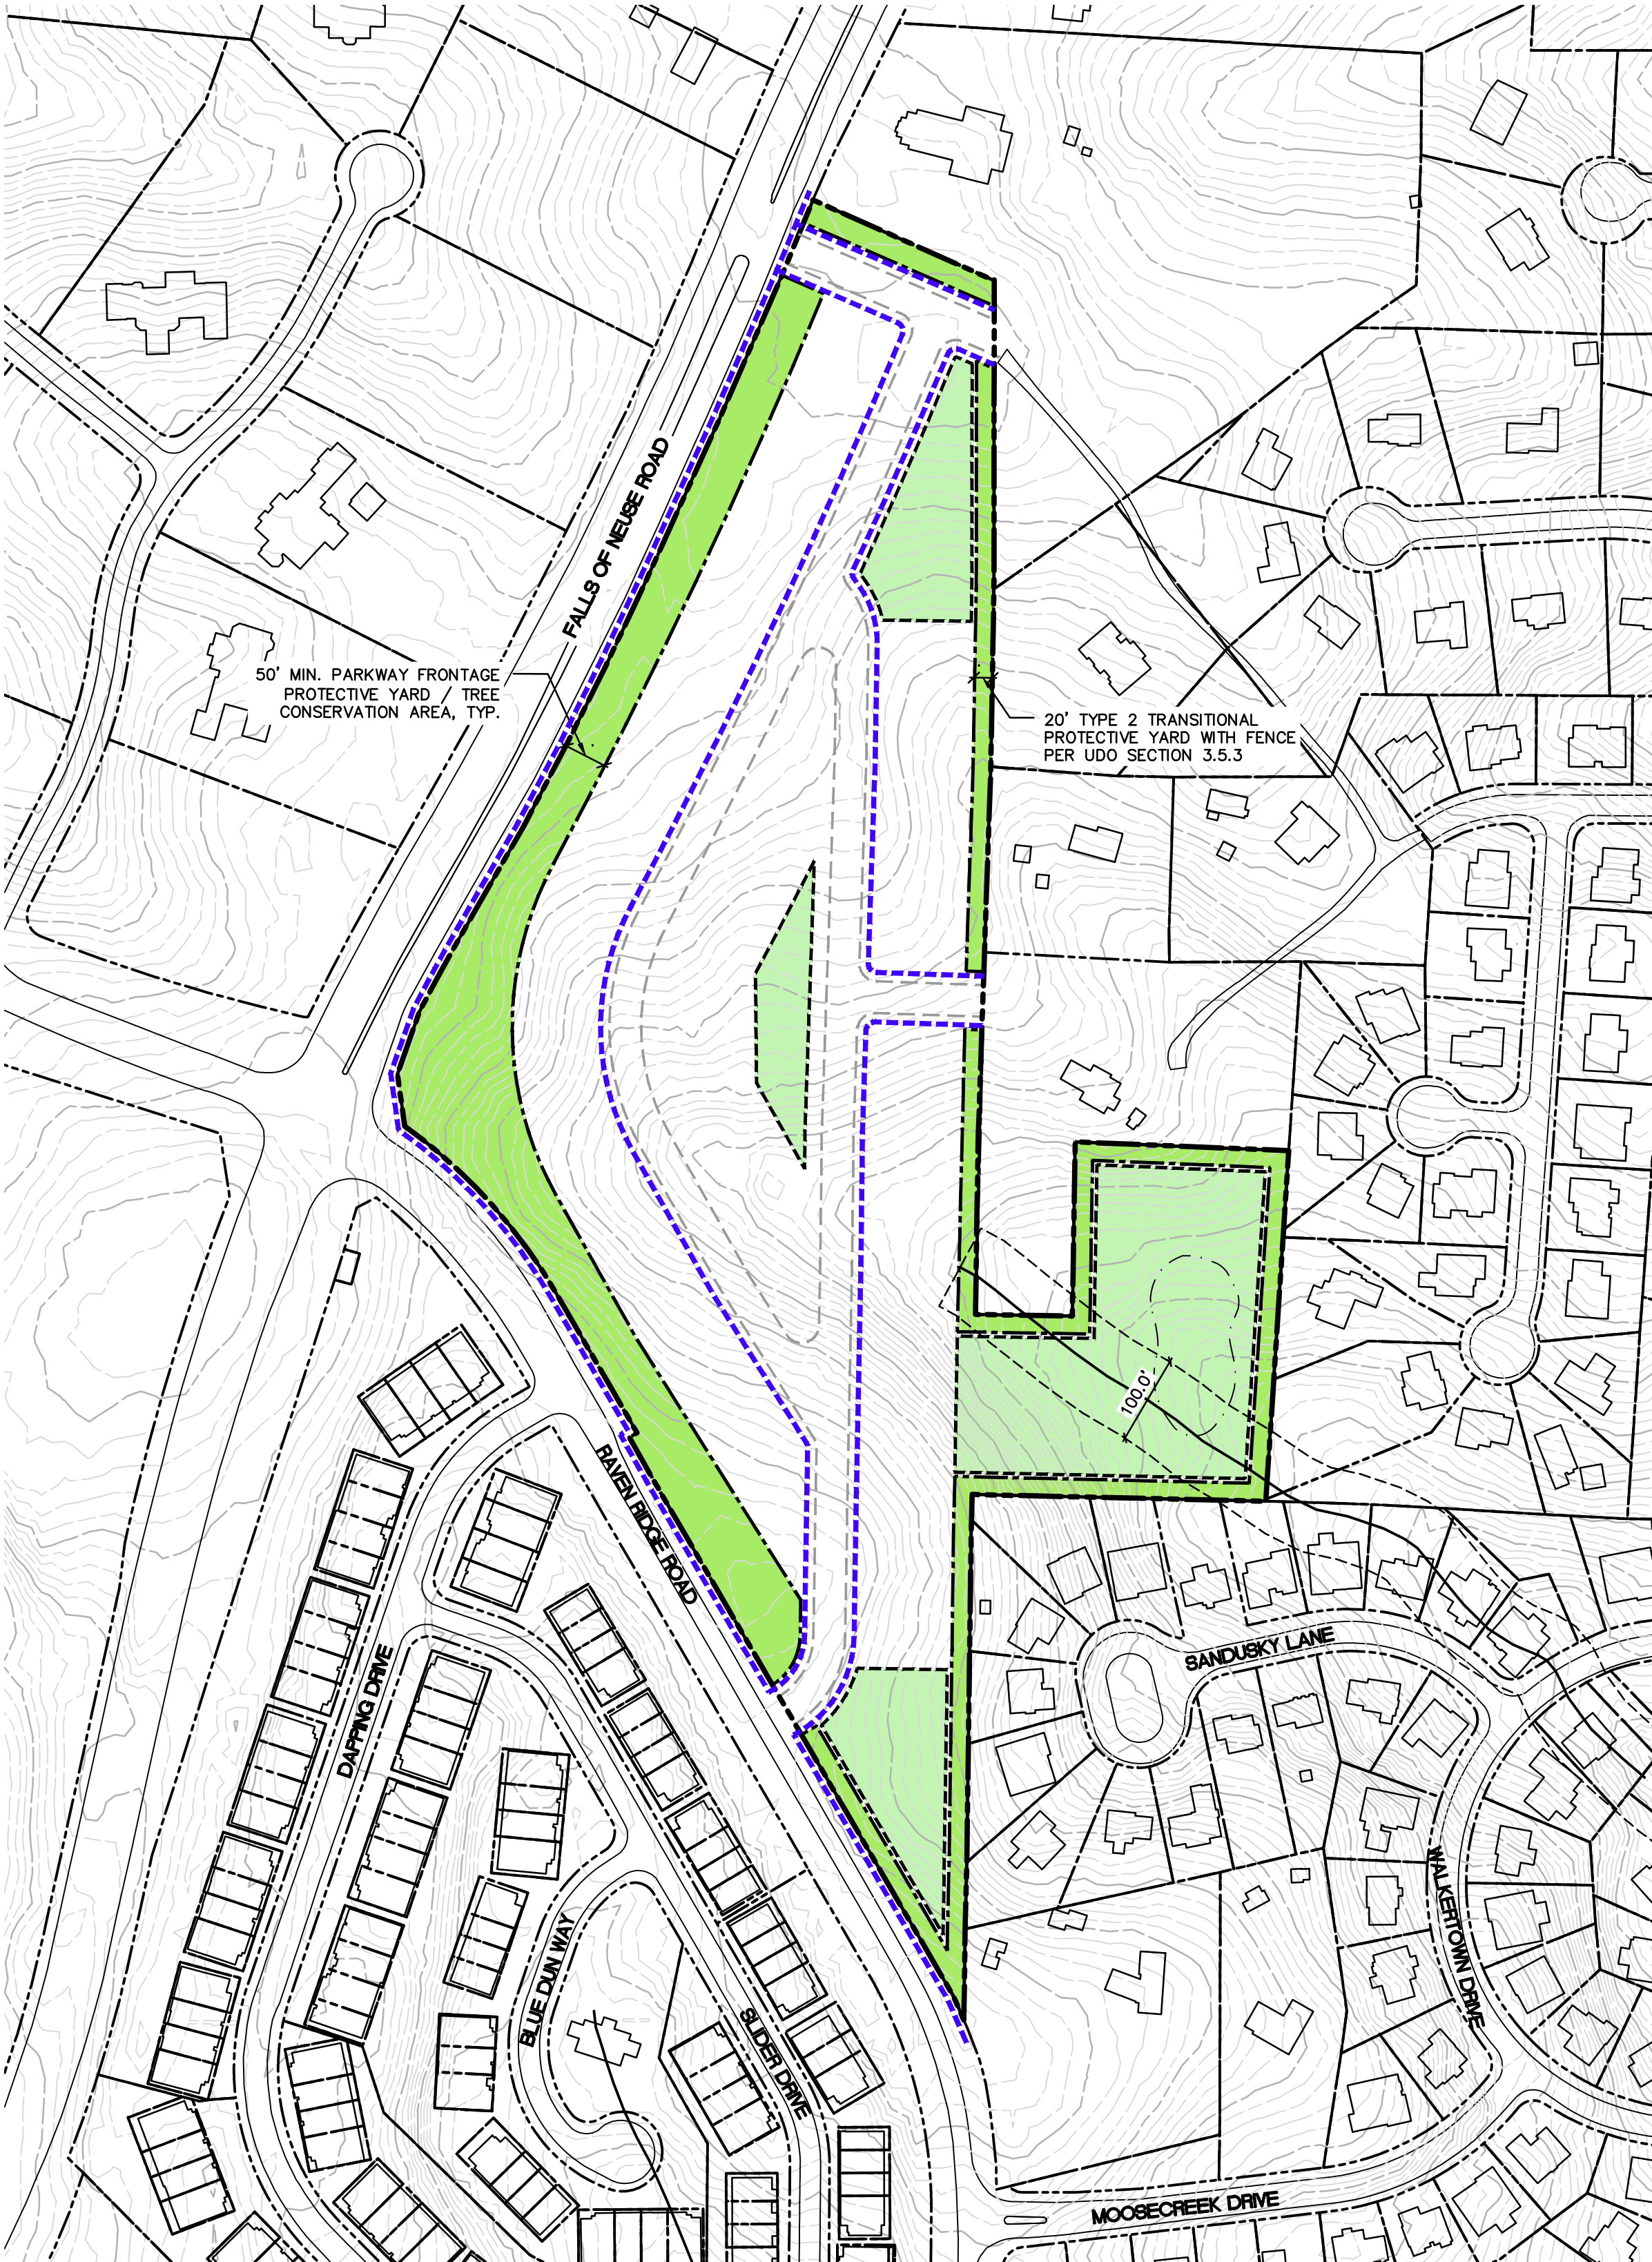 FALLS OF NEUSE ROAD
50' MIN. PARKWAY FRONTAGE
PROTECTIVE YARD / TREE
CONSERVATION AREA, TYP.
20' TYPE 2 TRANSITIONAL
PROTECTIVE YARD WITH FENCE
PER UDO SECTION 3.5.3
100.0'
RAVEN RIDGE ROAD
SANDUSKY LANE
DAPPING DRIVE
WALKERTOWN DRIVE
BLUE DUN WAY
SLIDER DRIVE
MOOSECREEK DRIVE